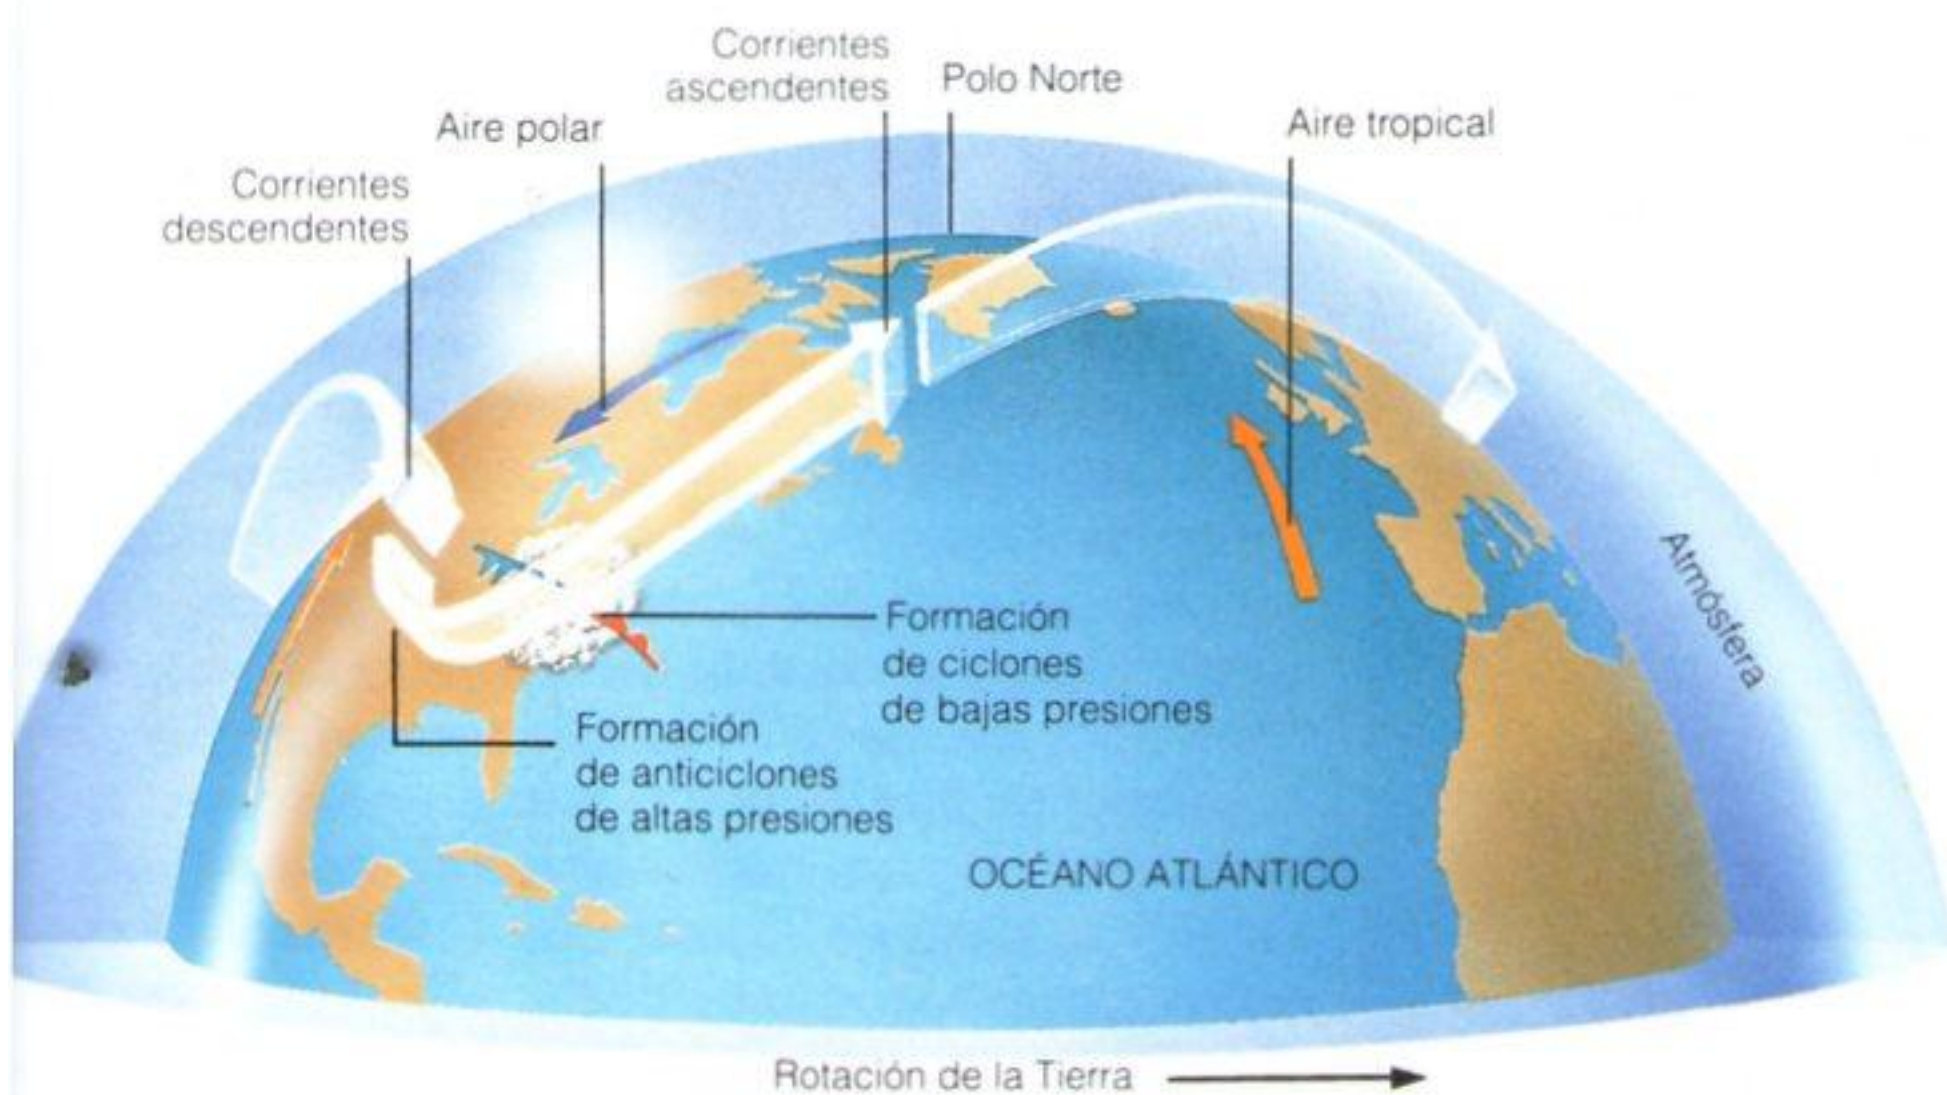 Corrientes
ascendentes
Polo Norte
Aire polar
Aire tropical
Corrientes
descendentes
Atmósfera
Formación
de ciclones
de bajas presiones
Formación
de anticiclones
de altas presiones
OCÉANO ATLÁNTICO
Rotación de la Tierra